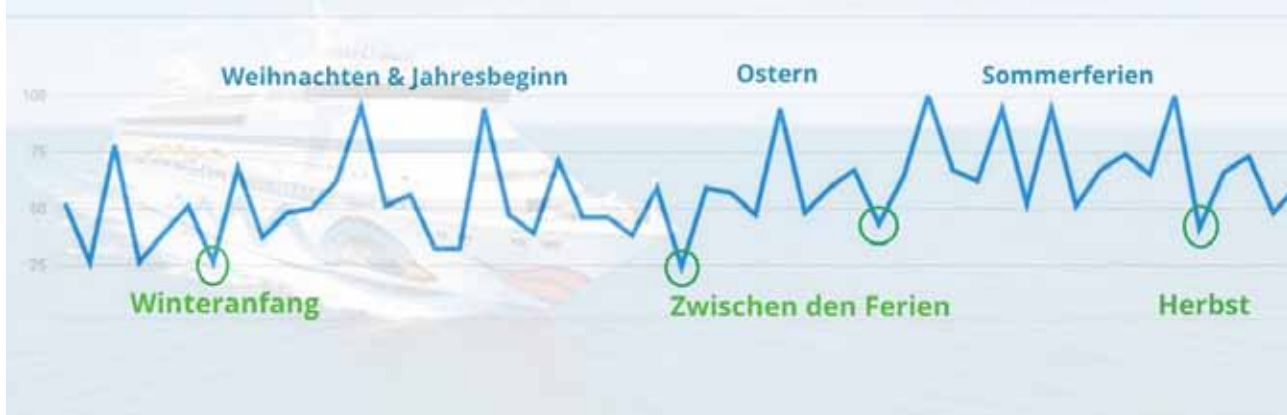 Weihnachten & Jahresbeginn
Ostern
Sommerferien
100
75
50
25
Winteranfang
Zwischen den Ferien
Herbst